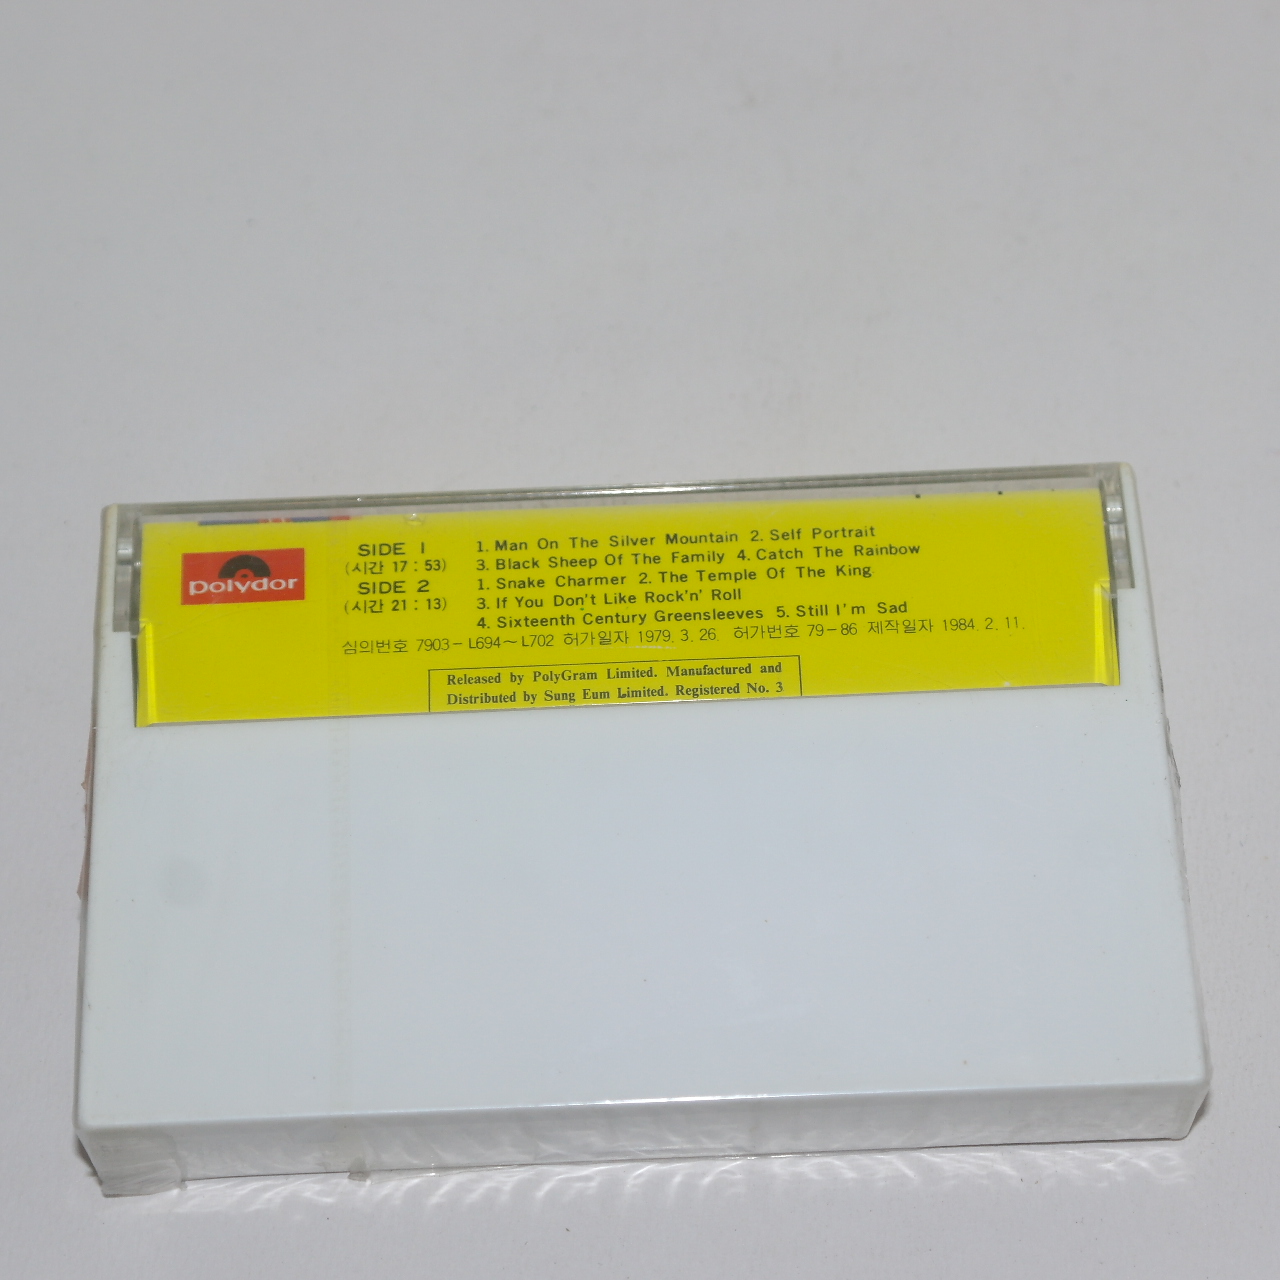 polydor
SIDE 1
(시간 17 : 53)
SIDE 2
(시간 21 : 13)
1. Man On The Silver Mountain 2. Self Portrait
3. Black Sheep Of The Family 4. Catch The Rainbow
1. Snake Charmer 2. The Temple Of The King
3. If You Don't Like Rock'n' Roll
4. Sixteenth Century Greensleeves 5. Still I'm Sad
심의번호 7903-L694~L702 허가일자 1979. 3. 26. 허가번호 79-86 제작일자 1984. 2. 11.
Released by PolyGram Limited. Manufactured and
Distributed by Sung Eum Limited. Registered No. 3